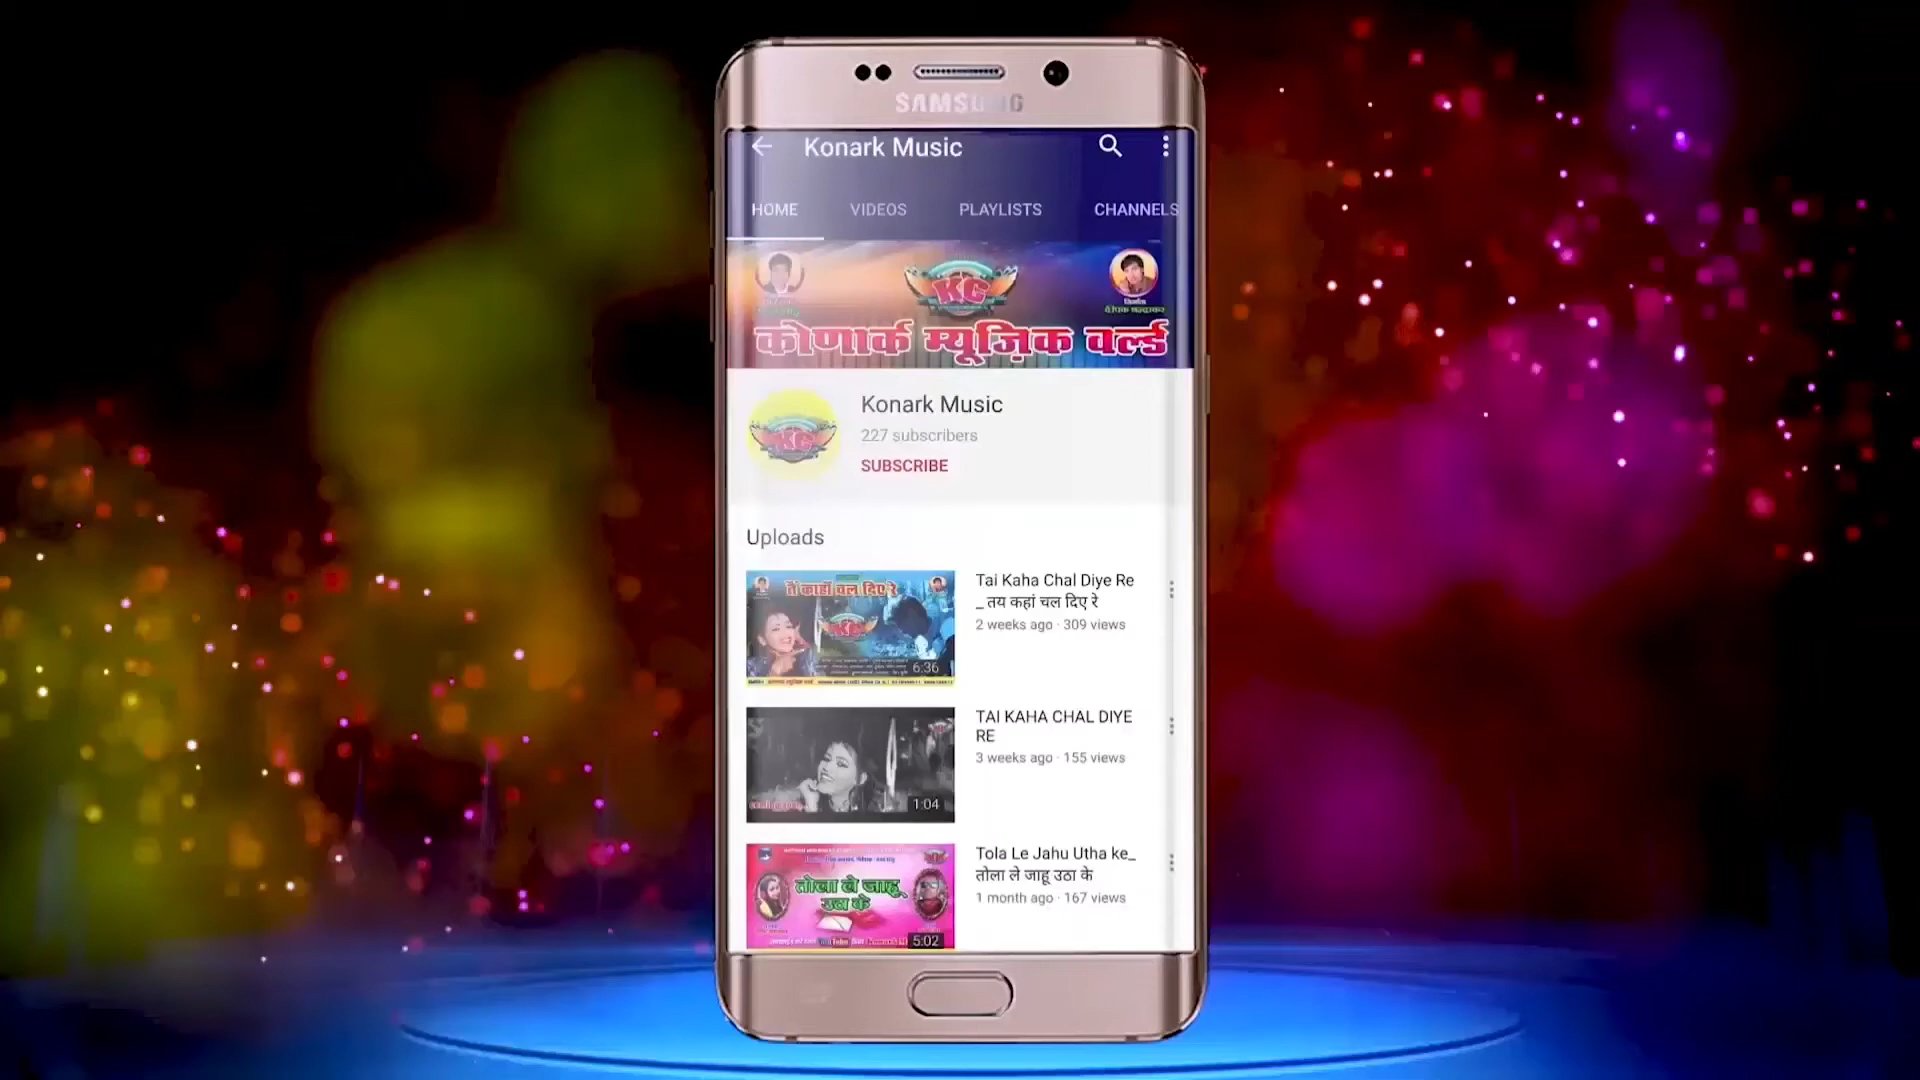 SAMSUNG
Konark Music
HOME VIDEOS PLAYLISTS CHANNELS
KC
कोणार्क म्यूज़िक वर्ल्ड
Konark Music
227 subscribers
SUBSCRIBE
Uploads
तैं काहाँ चल दिए रे
6:36
Tai Kaha Chal Diye Re
_ तय कहां चल दिए रे
2 weeks ago · 309 views
1:04
TAI KAHA CHAL DIYE
RE
3 weeks ago · 155 views
तोला ले जाहू
उठा के
5:02
Tola Le Jahu Utha ke_
तोला ले जाहू उठा के
1 month ago · 167 views